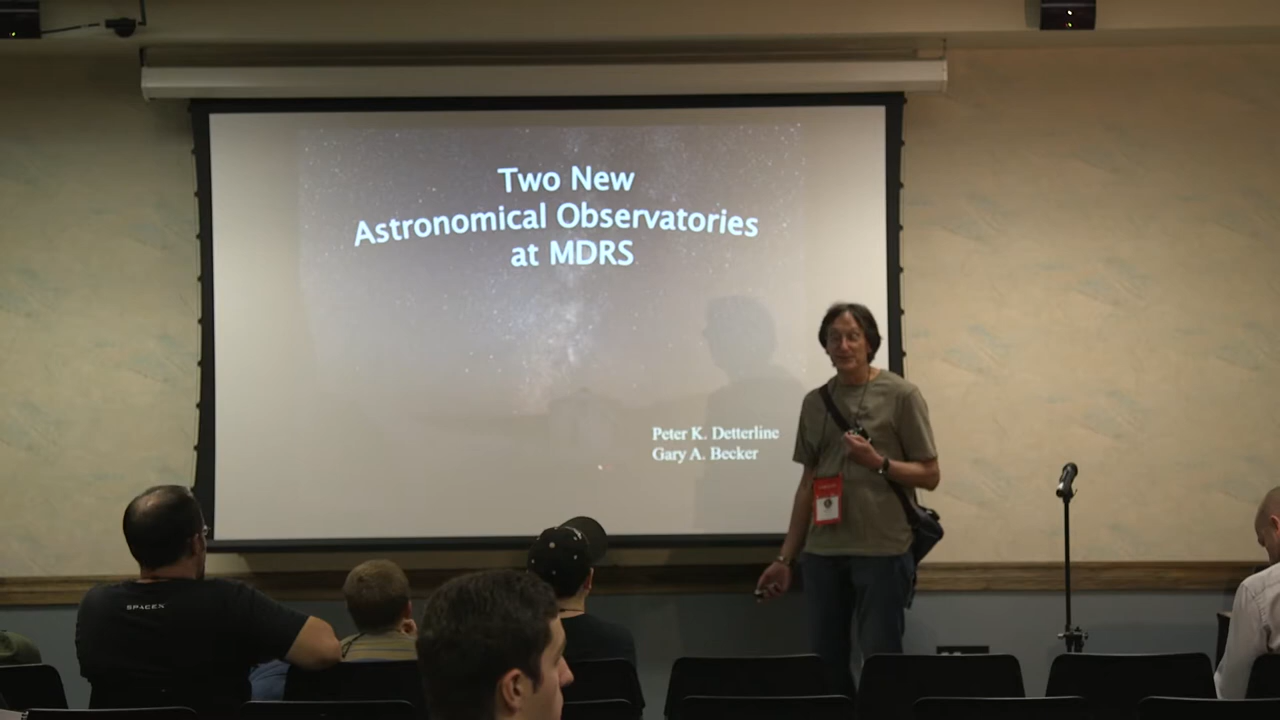 Two New
Astronomical Observatories
at MDRS
Peter K. Detterline
Gary A. Becker
SPACEX